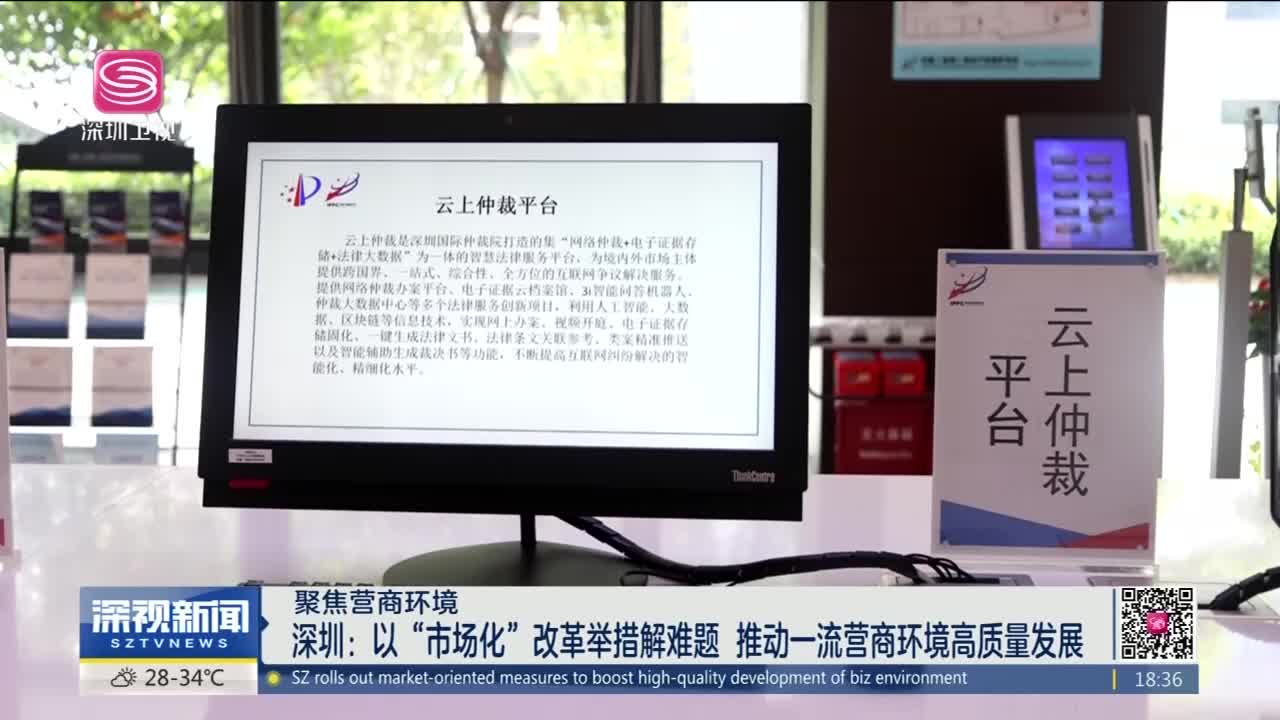 深圳卫视
云上仲裁平台
云上仲裁是深圳国际仲裁院打造的集“网络仲裁+电子证据存
储+法律大数据”为一体的智慧法律服务平台，为境内外市场主体
提供跨国界、一站式、综合性、全方位的互联网争议解决服务。
提供网络仲裁办案平台、电子证据云档案馆、3i智能问答机器人、
仲裁大数据中心等多个法律服务创新项目，利用人工智能、大数
据、区块链等信息技术，实现网上办案、视频开庭、电子证据存
储固化、一键生成法律文书、法律条文关联参考、类案精准推送
以及智能辅助生成裁决书等功能，不断提高互联网纠纷解决的智
能化、精细化水平。
ThinkCentre
IPPC
云上仲裁
平台
深视新闻
SZTVNEWS
聚焦营商环境
深圳：以“市场化”改革举措解难题 推动一流营商环境高质量发展
28-34℃
SZ rolls out market-oriented measures to boost high-quality development of biz environment
18:36